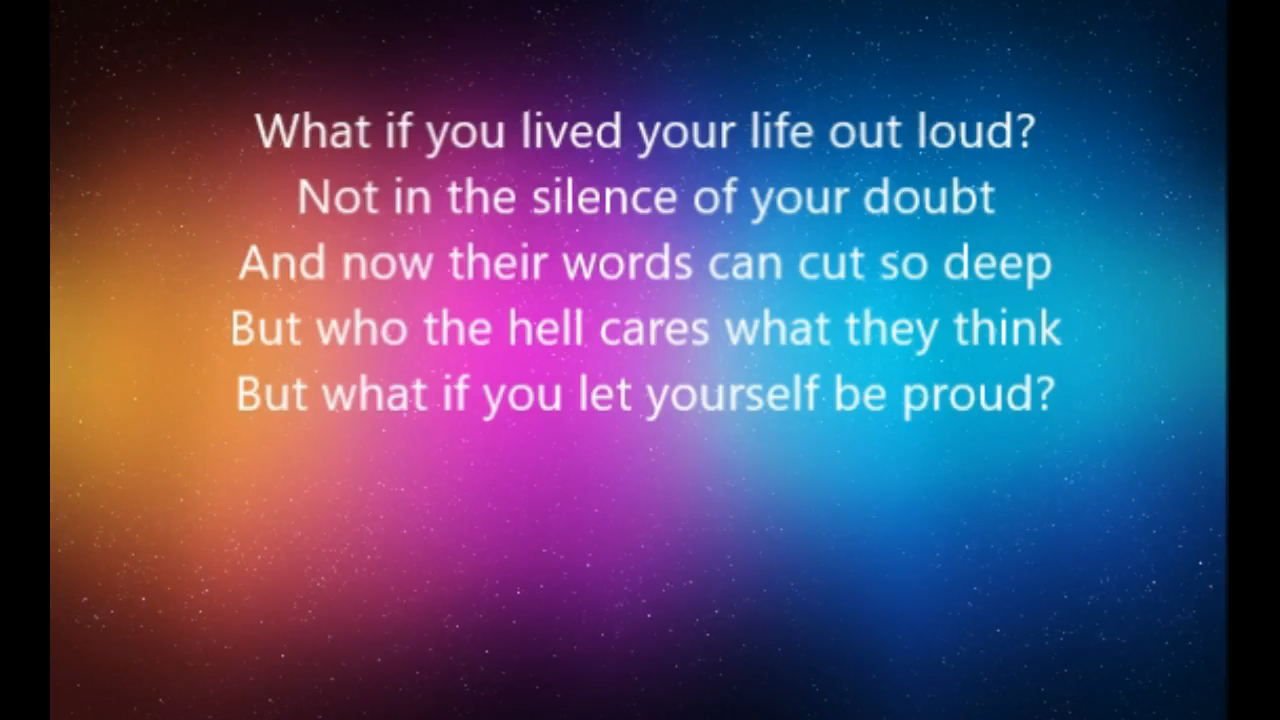 What if you lived your life out loud?
Not in the silence of your doubt
And now their words can cut so deep
But who the hell cares what they think
But what if you let yourself be proud?